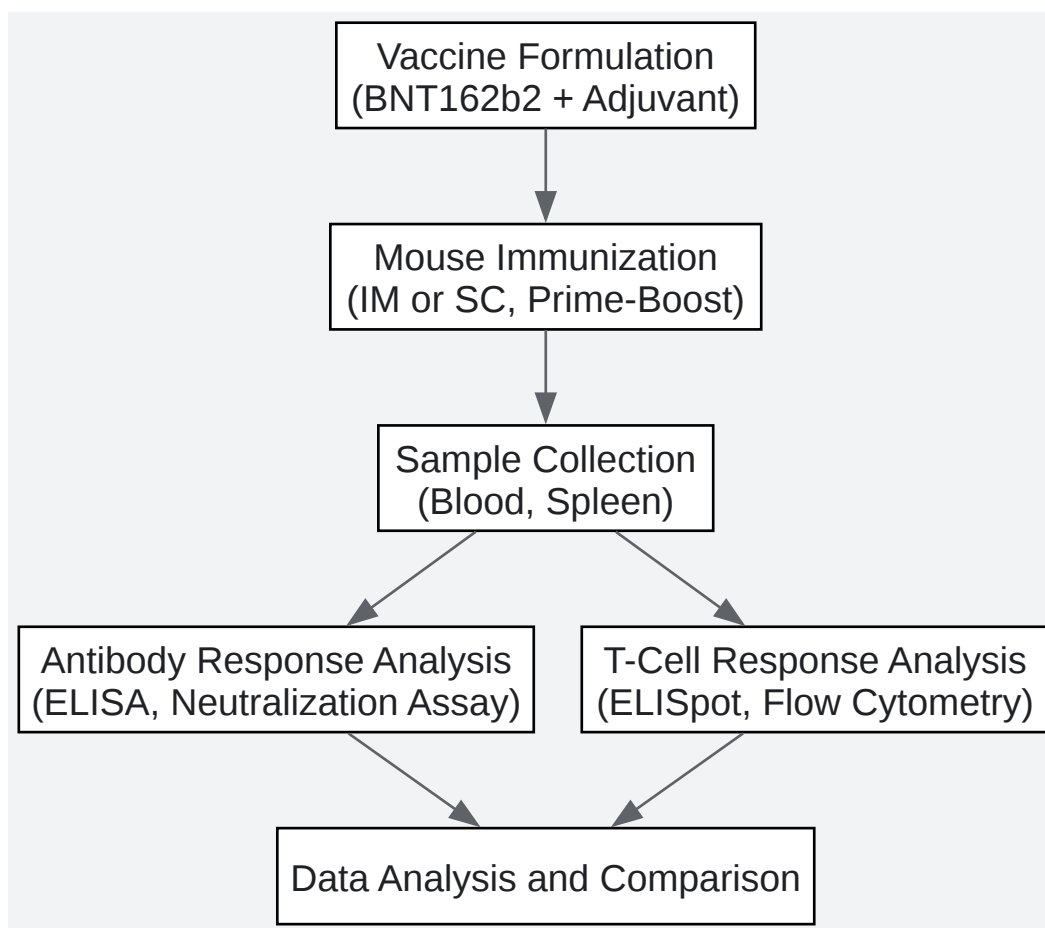 Vaccine Formulation
(BNT162b2 + Adjuvant)
Mouse Immunization
(IM or SC, Prime-Boost)
Sample Collection
(Blood, Spleen)
Antibody Response Analysis
(ELISA, Neutralization Assay)
T-Cell Response Analysis
(ELISpot, Flow Cytometry)
Data Analysis and Comparison